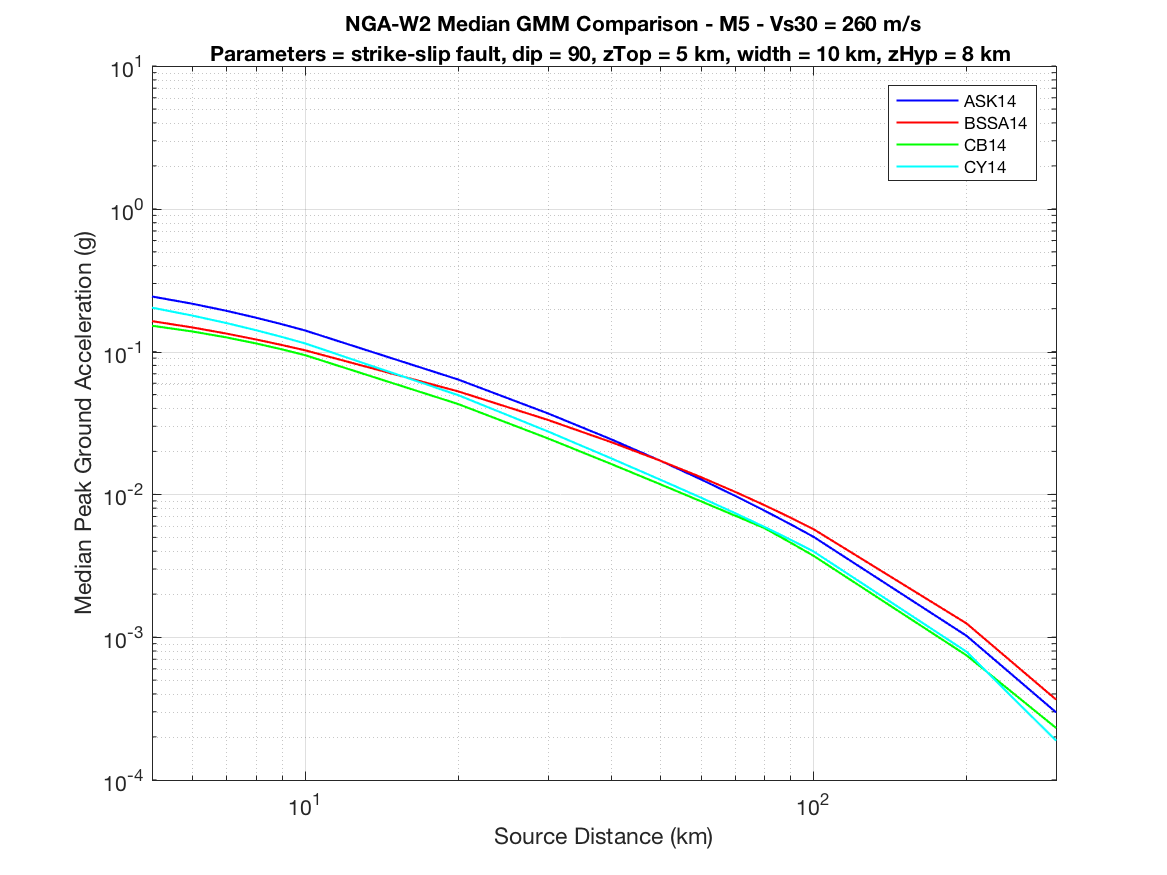 NGA-W2 Median GMM Comparison - M5 - Vs30 = 260 m/s
Parameters = strike-slip fault, dip = 90, zTop = 5 km, width = 10 km, zHyp = 8 km
ASK14
BSSA14
CB14
CY14
Median Peak Ground Acceleration (g)
10^1
10^0
10^-1
10^-2
10^-3
10^-4
10^1
10^2
Source Distance (km)